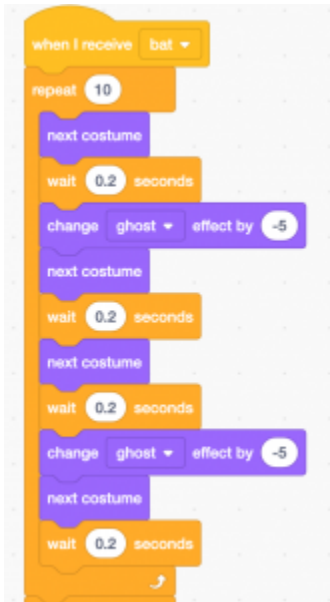 when I receive bat
repeat 10
next costume
wait 0.2 seconds
change ghost effect by -5
next costume
wait 0.2 seconds
next costume
wait 0.2 seconds
change ghost effect by -5
next costume
wait 0.2 seconds